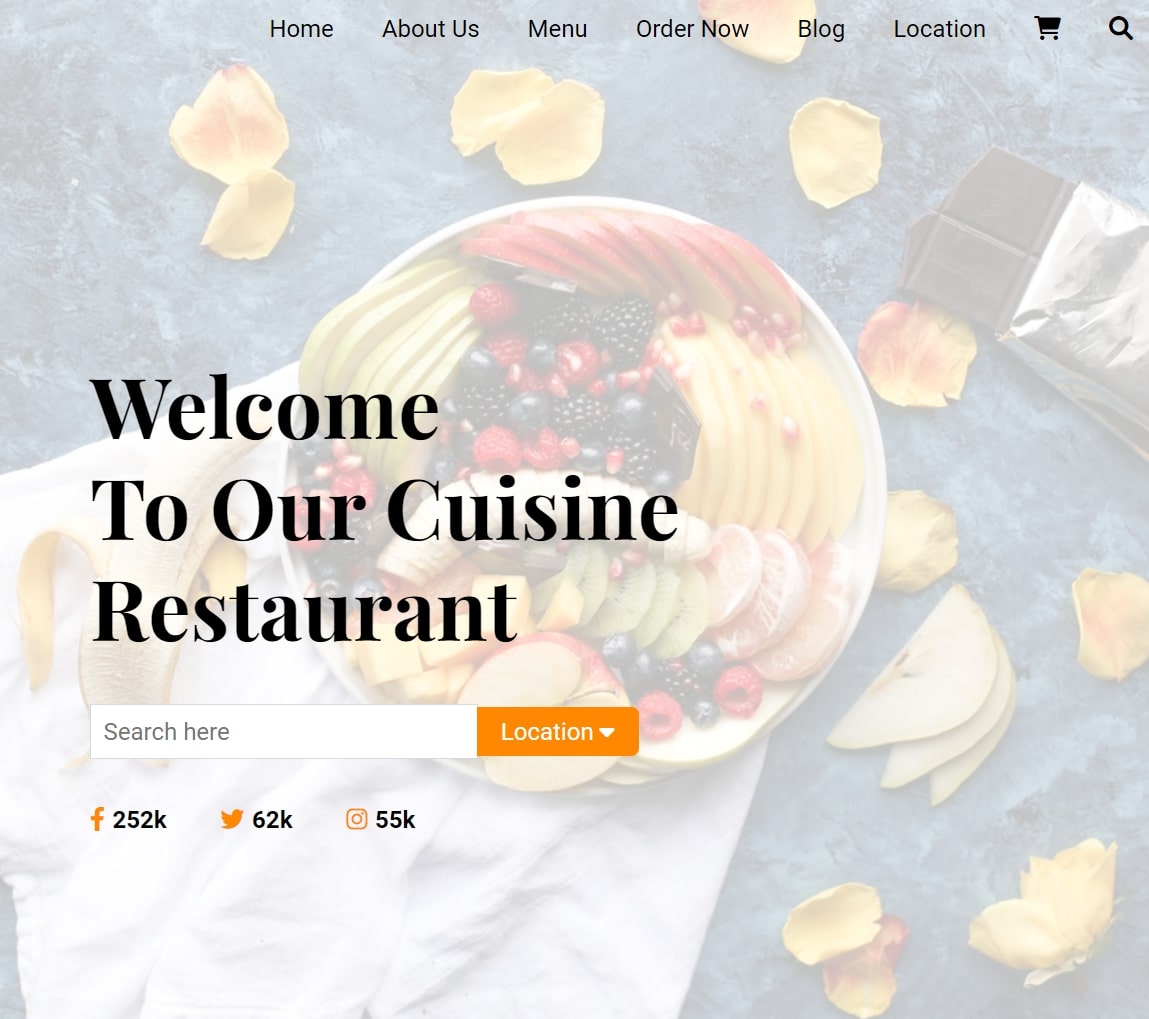 Home About Us Menu Order Now Blog Location
Welcome
To Our Cuisine
Restaurant
Search here Location
252k 62k 55k